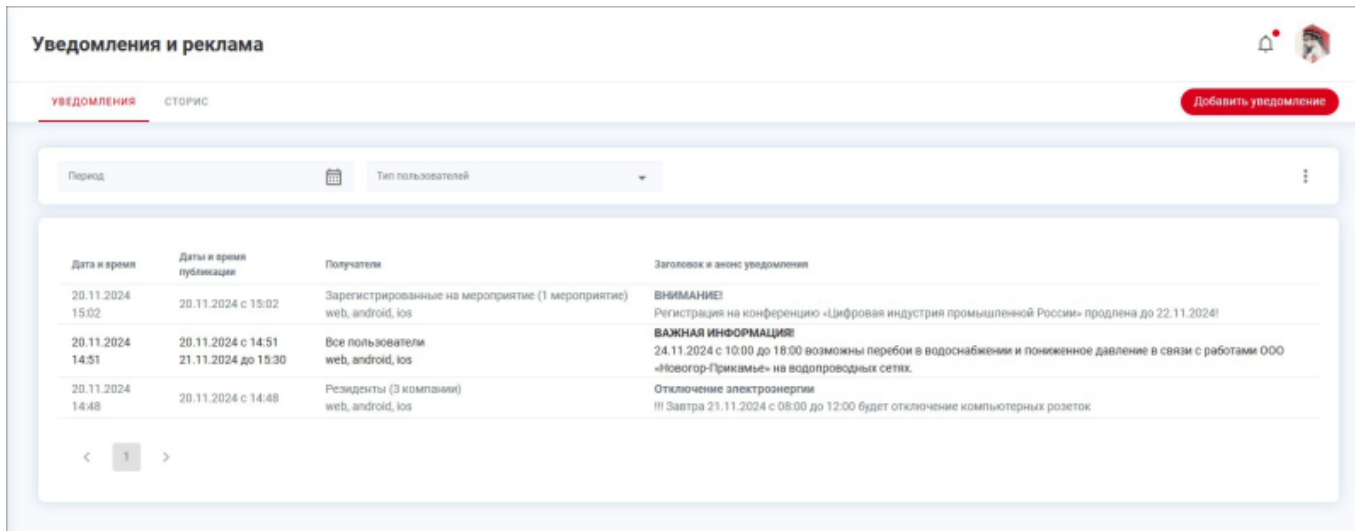 Уведомления и реклама
УВЕДОМЛЕНИЯ СТОРИС Добавить уведомление
Период Тип пользователей
Дата и время Даты и время публикации Получатели Заголовок и анонс уведомления
20.11.2024 15:02 20.11.2024 с 15:02 Зарегистрированные на мероприятие (1 мероприятие) ВНИМАНИЕ!
web, android, ios Регистрация на конференцию «Цифровая индустрия промышленной России» продлена до 22.11.2024!
20.11.2024 14:51 20.11.2024 с 14:51 Все пользователи ВАЖНАЯ ИНФОРМАЦИЯ!
21.11.2024 до 15:30 web, android, ios 24.11.2024 с 10:00 до 18:00 возможны перебои в водоснабжении и пониженное давление в связи с работами ООО
«Новогор-Прикамье» на водопроводных сетях.
20.11.2024 14:48 20.11.2024 с 14:48 Резиденты (3 компании) Отключение электроэнергии
web, android, ios !!! Завтра 21.11.2024 с 08:00 до 12:00 будет отключение компьютерных розеток
1